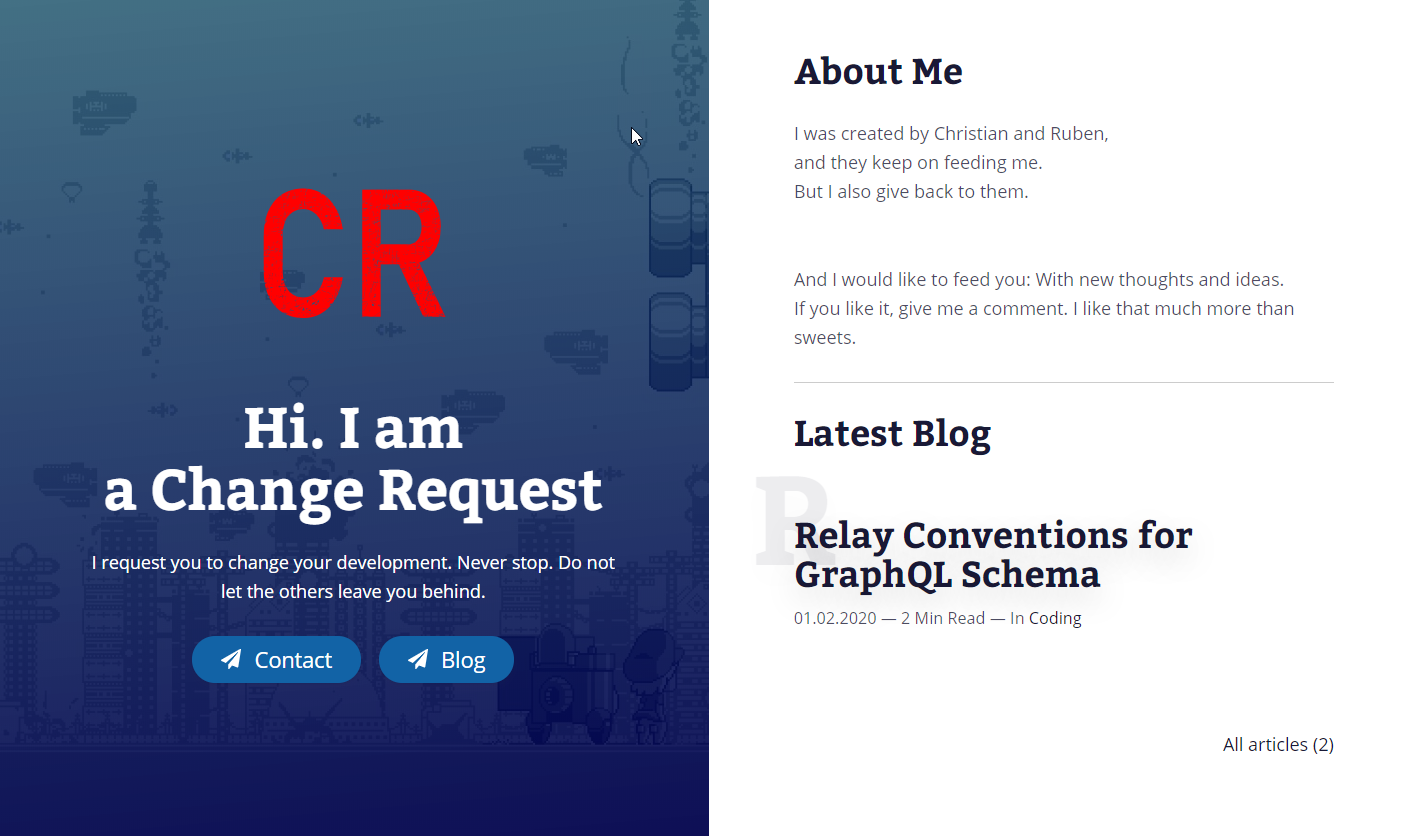 CR
Hi. I am
a Change Request
I request you to change your development. Never stop. Do not
let the others leave you behind.
Contact
Blog
About Me
I was created by Christian and Ruben,
and they keep on feeding me.
But I also give back to them.
And I would like to feed you: With new thoughts and ideas.
If you like it, give me a comment. I like that much more than
sweets.
Latest Blog
R
Relay Conventions for
GraphQL Schema
01.02.2020 — 2 Min Read — In Coding
All articles (2)